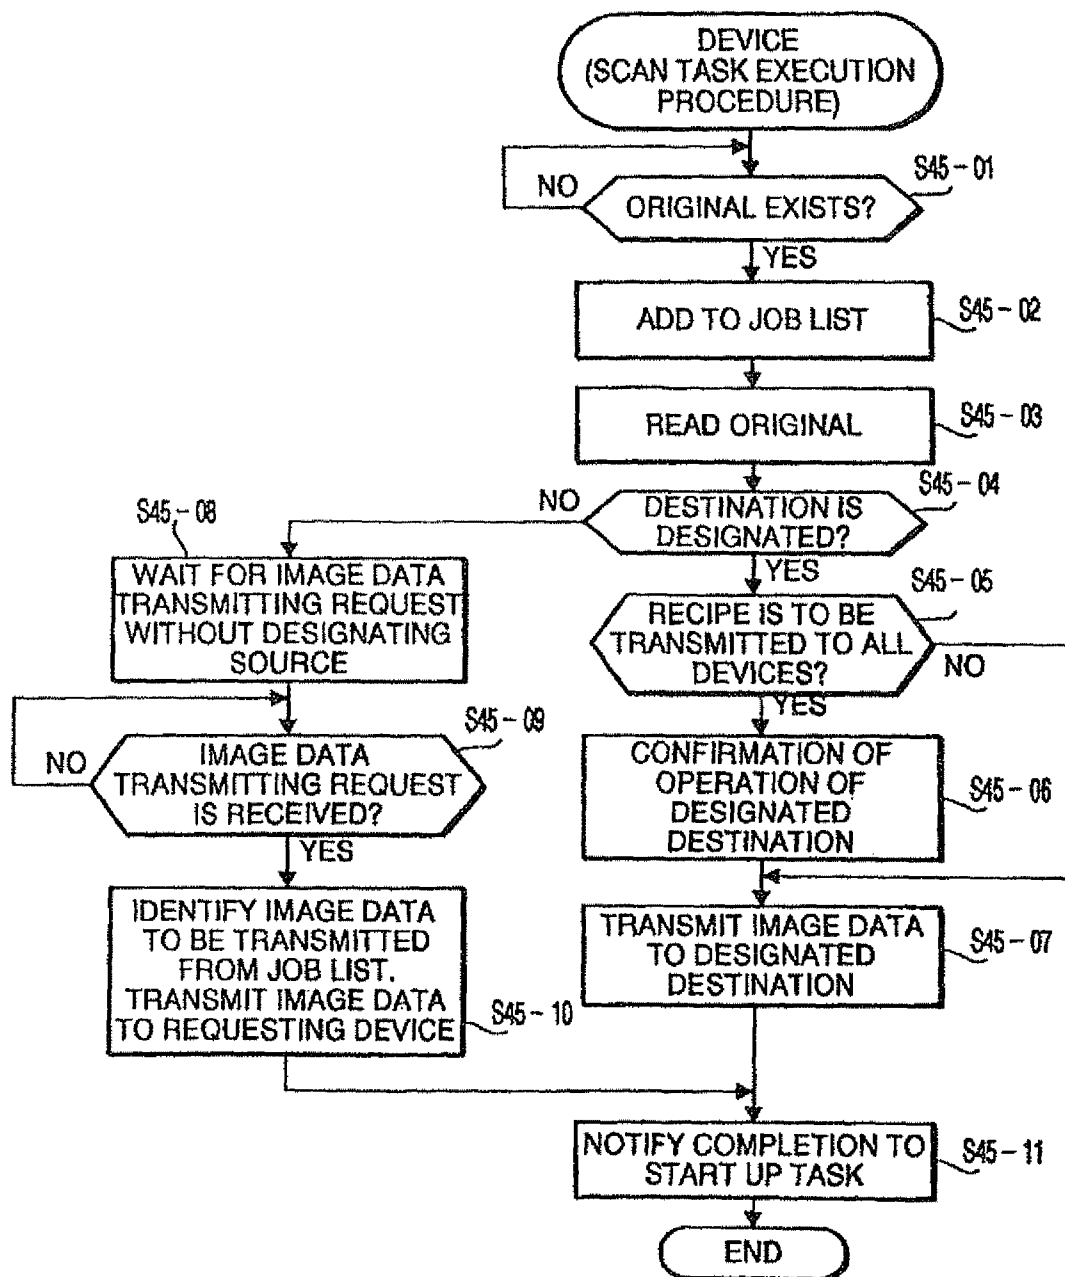 DEVICE
(SCAN TASK EXECUTION
PROCEDURE)
S45-01
NO
ORIGINAL EXISTS?
YES
ADD TO JOB LIST
S45-02
READ ORIGINAL
S45-03
S45-04
NO
DESTINATION IS
DESIGNATED?
YES
S45-08
WAIT FOR IMAGE DATA
TRANSMITTING REQUEST
WITHOUT DESIGNATING
SOURCE
S45-05
RECIPE IS TO BE
TRANSMITTED TO ALL
DEVICES?
NO
YES
S45-09
NO
IMAGE DATA
TRANSMITTING REQUEST
IS RECEIVED?
YES
CONFIRMATION OF
OPERATION OF
DESIGNATED
DESTINATION
S45-06
IDENTIFY IMAGE DATA
TO BE TRANSMITTED
FROM JOB LIST.
TRANSMIT IMAGE DATA
TO REQUESTING DEVICE
S45-10
TRANSMIT IMAGE DATA
TO DESIGNATED
DESTINATION
S45-07
NOTIFY COMPLETION TO
START UP TASK
S45-11
END